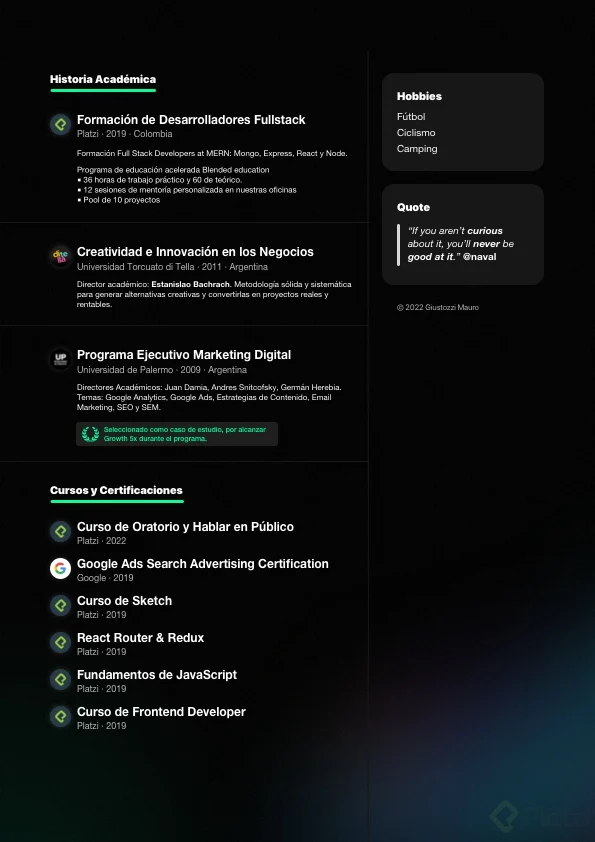 Historia Académica
Formación de Desarrolladores Fullstack
Platzi · 2019 · Colombia
Formación Full Stack Developers at MERN: Mongo, Express, React y Node.
Programa de educación acelerada Blended education
▪ 36 horas de trabajo práctico y 60 de teórico.
▪ 12 sesiones de mentoría personalizada en nuestras oficinas
▪ Pool de 10 proyectos
Creatividad e Innovación en los Negocios
Universidad Torcuato di Tella · 2011 · Argentina
Director académico: Estanislao Bachrach. Metodología sólida y sistemática
para generar alternativas creativas y convertirlas en proyectos reales y
rentables.
UP
Programa Ejecutivo Marketing Digital
Universidad de Palermo · 2009 · Argentina
Directores Académicos: Juan Damia, Andres Snitcofsky, Germán Herebia.
Temas: Google Analytics, Google Ads, Estrategias de Contenido, Email
Marketing, SEO y SEM.
Seleccionado como caso de estudio, por alcanzar
Growth 5x durante el programa.
Cursos y Certificaciones
Curso de Oratorio y Hablar en Público
Platzi · 2022
Google Ads Search Advertising Certification
Google · 2019
Curso de Sketch
Platzi · 2019
React Router & Redux
Platzi · 2019
Fundamentos de JavaScript
Platzi · 2019
Curso de Frontend Developer
Platzi · 2019
Hobbies
Fútbol
Ciclismo
Camping
Quote
“If you aren’t curious
about it, you’ll never be
good at it.” @naval
© 2022 Giustozzi Mauro
Platzi